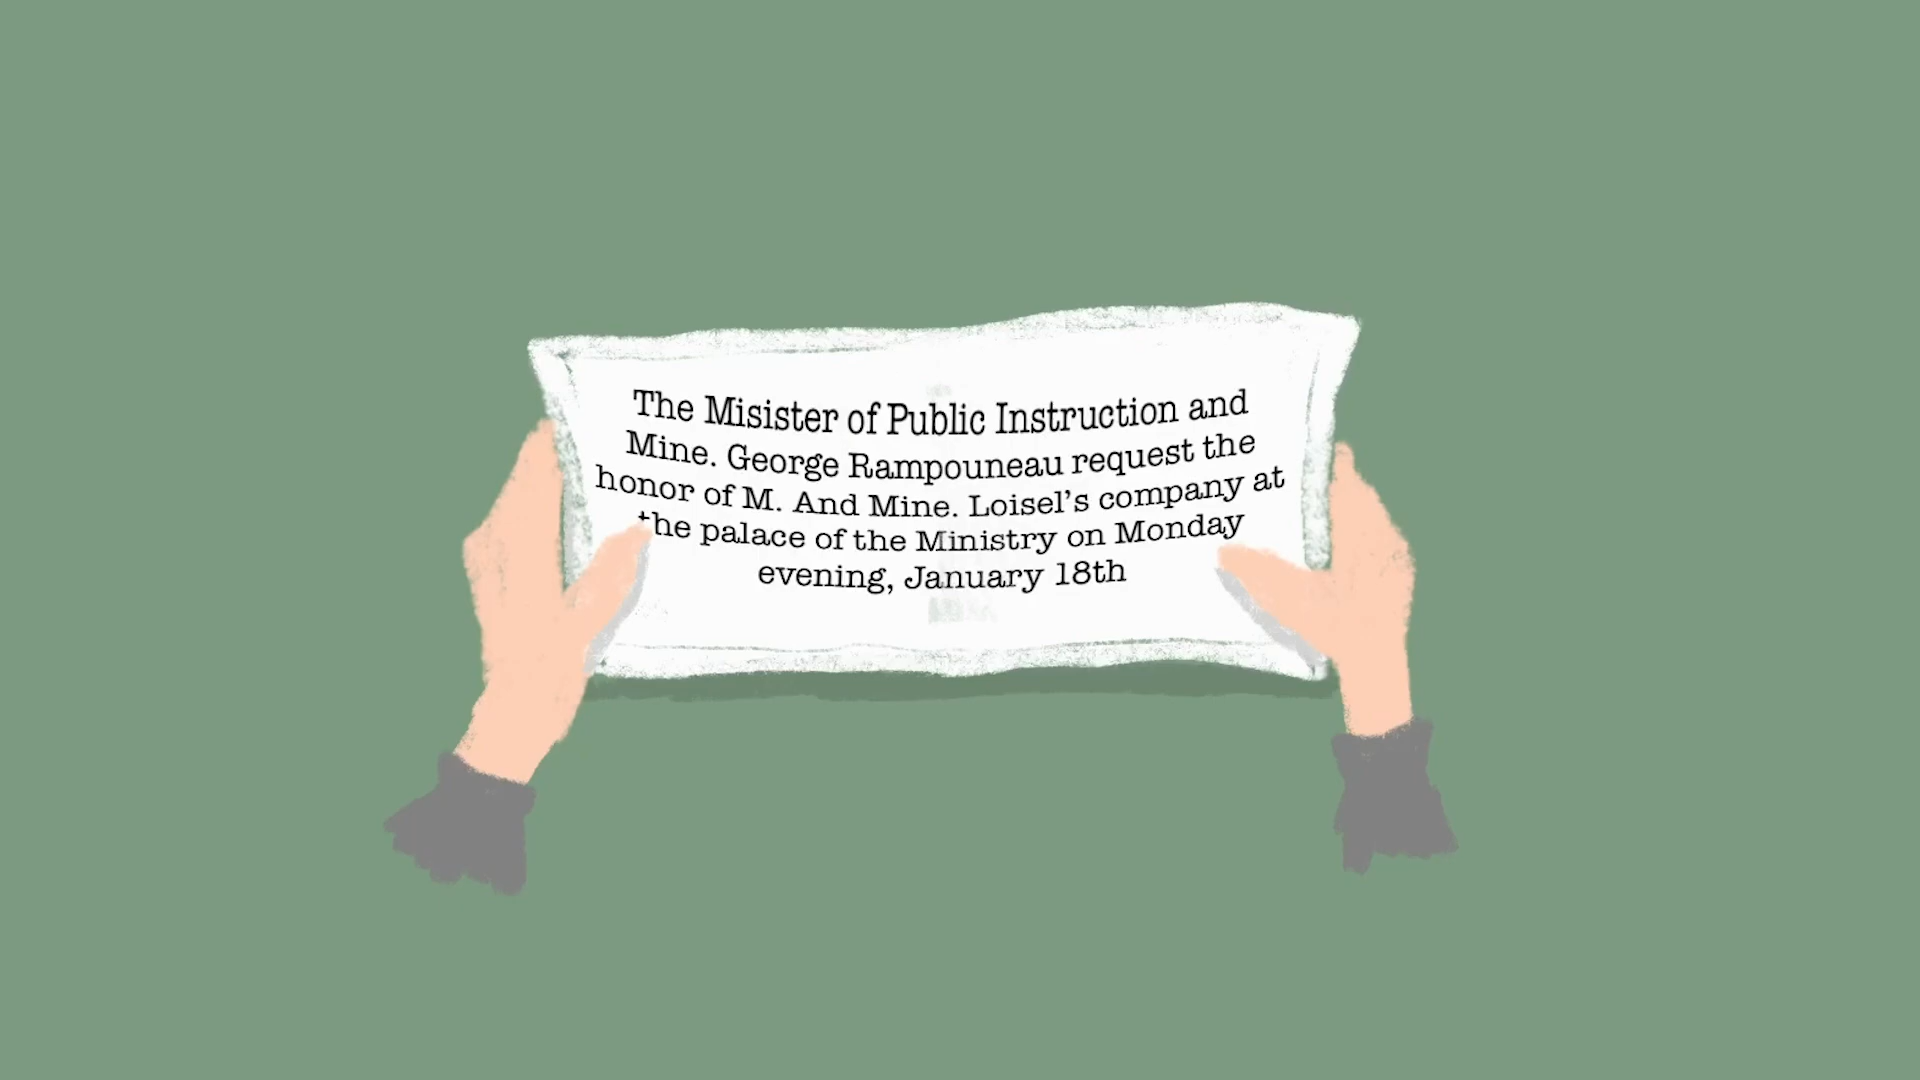 The Misister of Public Instruction and
Mine. George Rampouneau request the
honor of M. And Mine. Loisel's company at
the palace of the Ministry on Monday
evening, January 18th